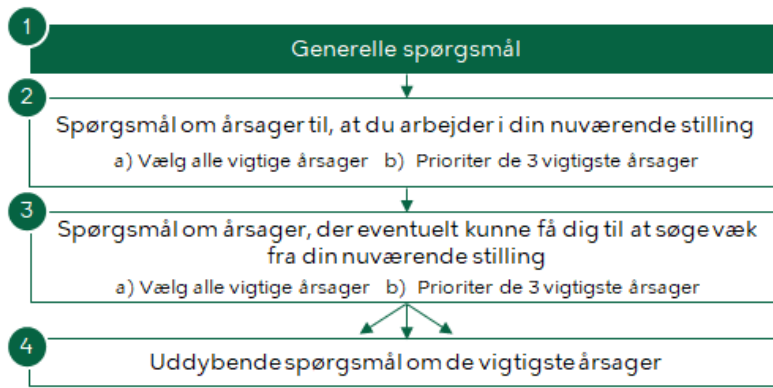 1
Generelle spørgsmål
2
Spørgsmål om årsager til, at du arbejder i din nuværende stilling
a) Vælg alle vigtige årsager b) Prioriter de 3 vigtigste årsager
3
Spørgsmål om årsager, der eventuelt kunne få dig til at søge væk
fra din nuværende stilling
a) Vælg alle vigtige årsager b) Prioriter de 3 vigtigste årsager
4
Uddybende spørgsmål om de vigtigste årsager